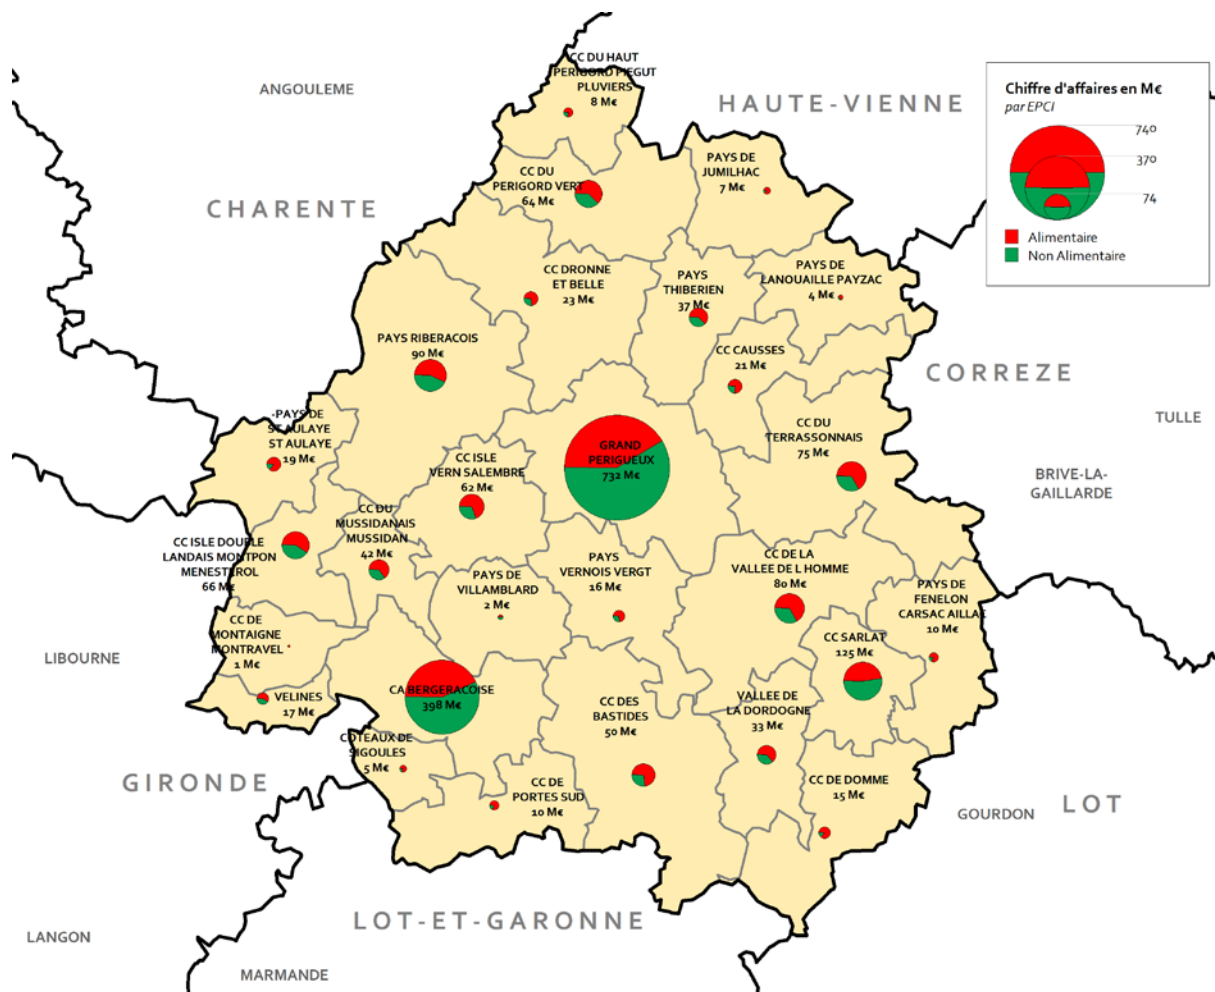 CC DU HAUT
PERIGORD PIEGUT
PLUVIERS
8 M€
ANGOULEME
HAUTE-VIENNE
Chiffre d'affaires en M€
par EPCI
740
370
74
Alimentaire
Non Alimentaire
PAYS DE
JUMILHAC
7 M€
CC DU
PERIGORD VERT
64 M€
CHARENTE
CC DRONNE
ET BELLE
23 M€
PAYS
THIBERIEN
37 M€
PAYS DE
LANOUAILLE PAYZAC
4 M€
PAYS RIBERACOIS
90 M€
CC CAUSSES
21 M€
CORREZE
TULLE
-PAYS DE
ST AULAYE
ST AULAYE
19 M€
GRAND
PERIGUEUX
732 M€
CC DU
TERRASSONNAIS
75 M€
BRIVE-LA-
GAILLARDE
CC ISLE
VERN SALEMBRE
62 M€
CC DU
MUSSIDANAIS
MUSSIDAN
42 M€
CC ISLE DOUBLE
LANDAIS MONTPON
MENESTEROL
66 M€
PAYS DE
VILLAMBLARD
2 M€
PAYS
VERNOIS VERGT
16 M€
CC DE LA
VALLEE DE L HOMME
80 M€
PAYS DE
FENELON
CARSAC AILLAC
10 M€
CC DE
MONTAIGNE
MONTRAVEL
1 M€
LIBOURNE
CC SARLAT
125 M€
VELINES
17 M€
CA BERGERACOISE
398 M€
CC DES
BASTIDES
50 M€
VALLEE DE
LA DORDOGNE
33 M€
COTEAUX DE
SIGOULES
5 M€
GIRONDE
CC DE
PORTES SUD
10 M€
CC DE DOMME
15 M€
GOURDON
LOT
LOT-ET-GARONNE
LANGON
MARMANDE